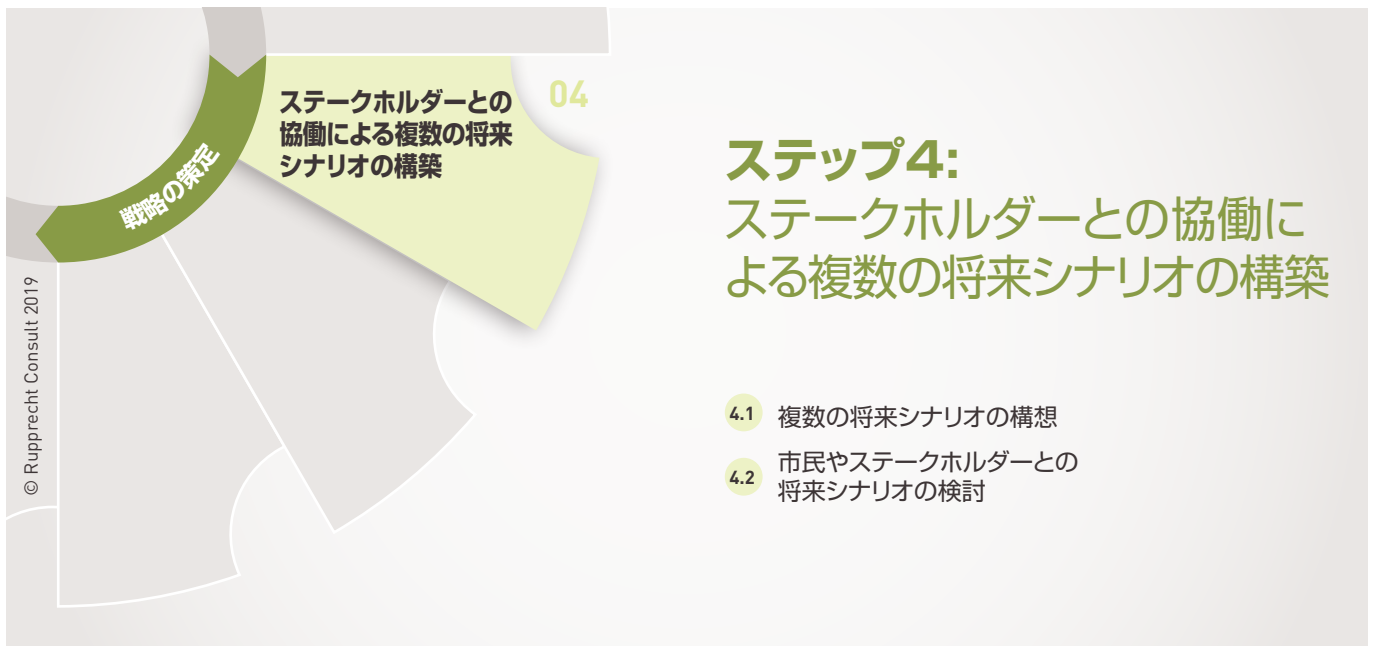 ステークホルダーとの
協働による複数の将来
シナリオの構築
04
戦略の策定
© Rupprecht Consult 2019
ステップ4:
ステークホルダーとの協働に
よる複数の将来シナリオの構築
4.1 複数の将来シナリオの構想
4.2 市民やステークホルダーとの
将来シナリオの検討